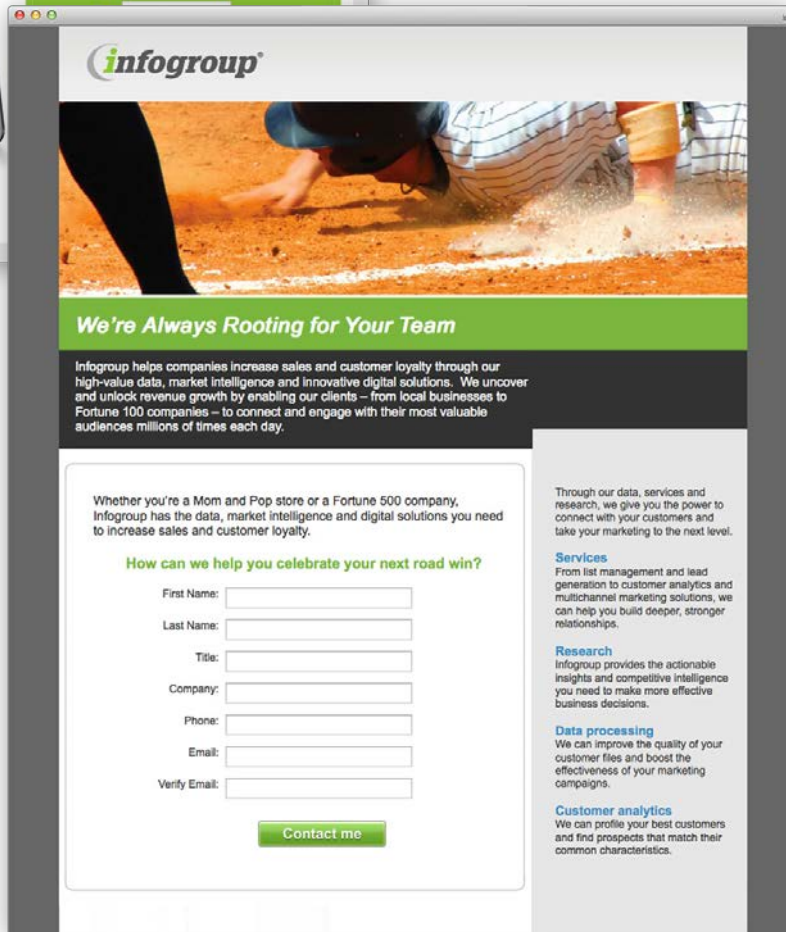 infogroup®
We're Always Rooting for Your Team
Infogroup helps companies increase sales and customer loyalty through our
high-value data, market intelligence and innovative digital solutions.  We uncover
and unlock revenue growth by enabling our clients – from local businesses to
Fortune 100 companies – to connect and engage with their most valuable
audiences millions of times each day.
Whether you're a Mom and Pop store or a Fortune 500 company,
Infogroup has the data, market intelligence and digital solutions you need
to increase sales and customer loyalty.
How can we help you celebrate your next road win?
First Name:
Last Name:
Title:
Company:
Phone:
Email:
Verify Email:
Contact me
Through our data, services and
research, we give you the power to
connect with your customers and
take your marketing to the next level.
Services
From list management and lead
generation to customer analytics and
multichannel marketing solutions, we
can help you build deeper, stronger
relationships.
Research
Infogroup provides the actionable
insights and competitive intelligence
you need to make more effective
business decisions.
Data processing
We can improve the quality of your
customer files and boost the
effectiveness of your marketing
campaigns.
Customer analytics
We can profile your best customers
and find prospects that match their
common characteristics.